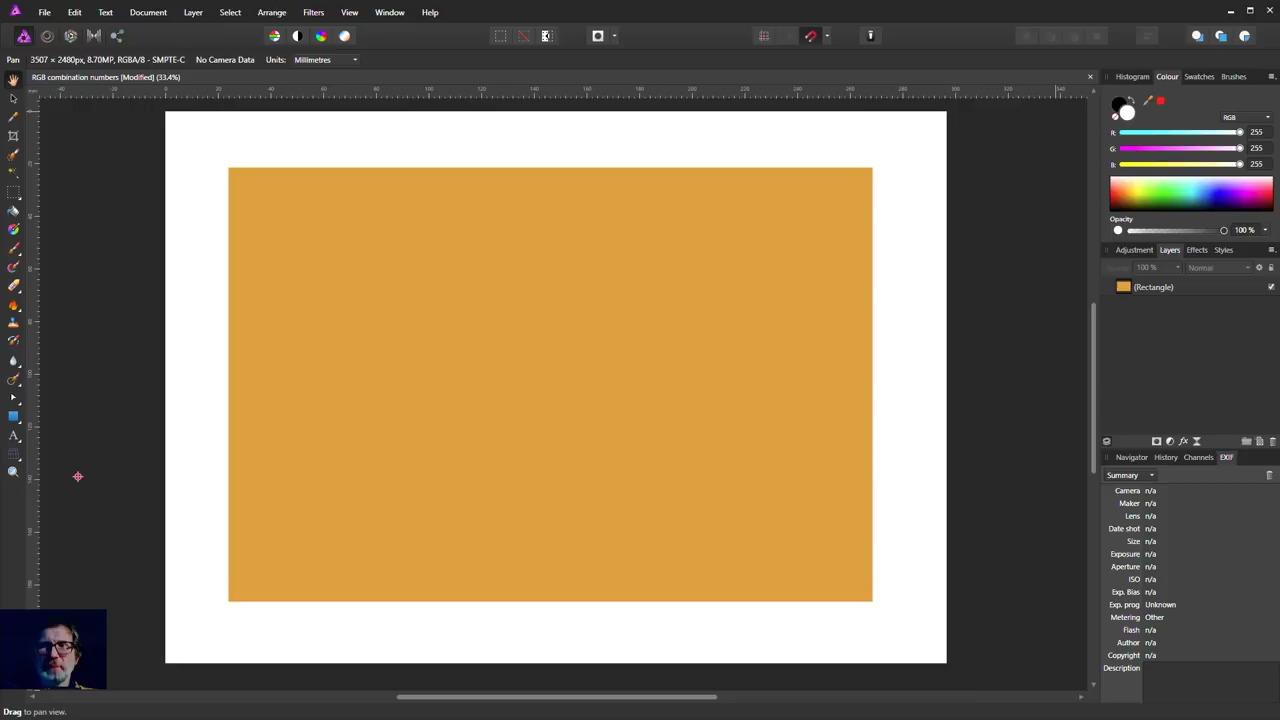 File Edit Text Document Layer Select Arrange Filters View Window Help
Pan 3507 × 2480px, 8.70MP, RGBA/8 - SMPTE-C No Camera Data Units: Millimetres
RGB combination numbers [Modified] (33.4%)
Histogram Colour Swatches Brushes
RGB
R: 255
G: 255
B: 255
Opacity
100 %
Adjustment Layers Effects Styles
Opacity 100 % Normal
(Rectangle)
Navigator History Channels EXIF
Summary
Camera n/a
Maker n/a
Lens n/a
Date shot n/a
Size n/a
Exposure n/a
Aperture n/a
ISO n/a
Exp. Bias n/a
Exp. prog Unknown
Metering Other
Flash n/a
Author n/a
Copyright n/a
Description
Drag to pan view.